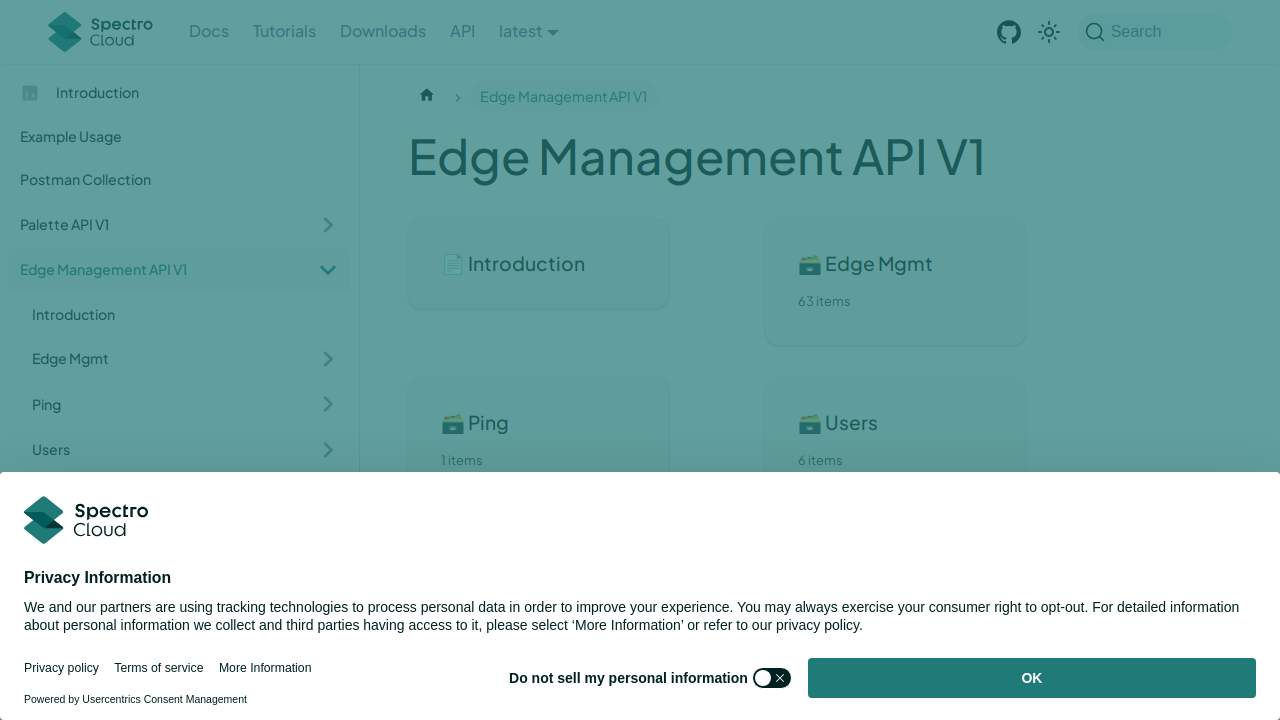 Spectro Cloud
Docs
Tutorials
Downloads
API
latest
Search
Introduction
Example Usage
Postman Collection
Palette API V1
Edge Management API V1
Introduction
Edge Mgmt
Ping
Users
Edge Management API V1
Edge Management API V1
Introduction
Edge Mgmt
63 items
Ping
1 items
Users
6 items
Spectro
Cloud
Privacy Information
We and our partners are using tracking technologies to process personal data in order to improve your experience. You may always exercise your consumer right to opt-out. For detailed information
about personal information we collect and third parties having access to it, please select ‘More Information’ or refer to our privacy policy.
Privacy policy
Terms of service
More Information
Powered by Usercentrics Consent Management
Do not sell my personal information
OK